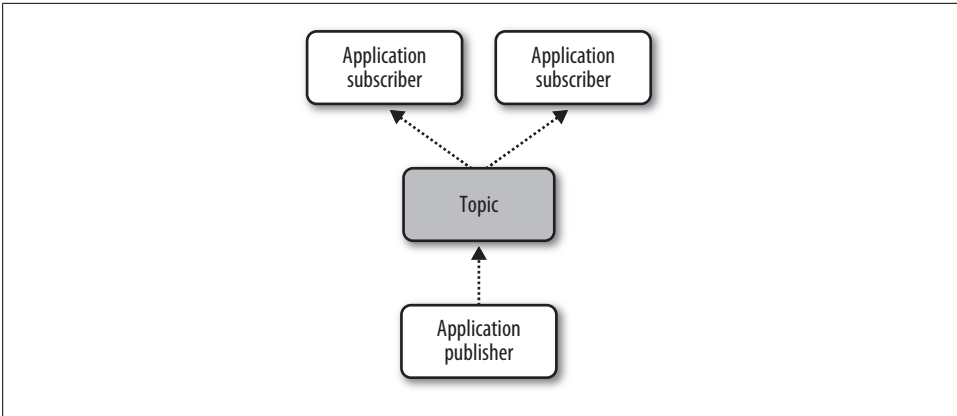 Application
subscriber
Application
subscriber
Topic
Application
publisher